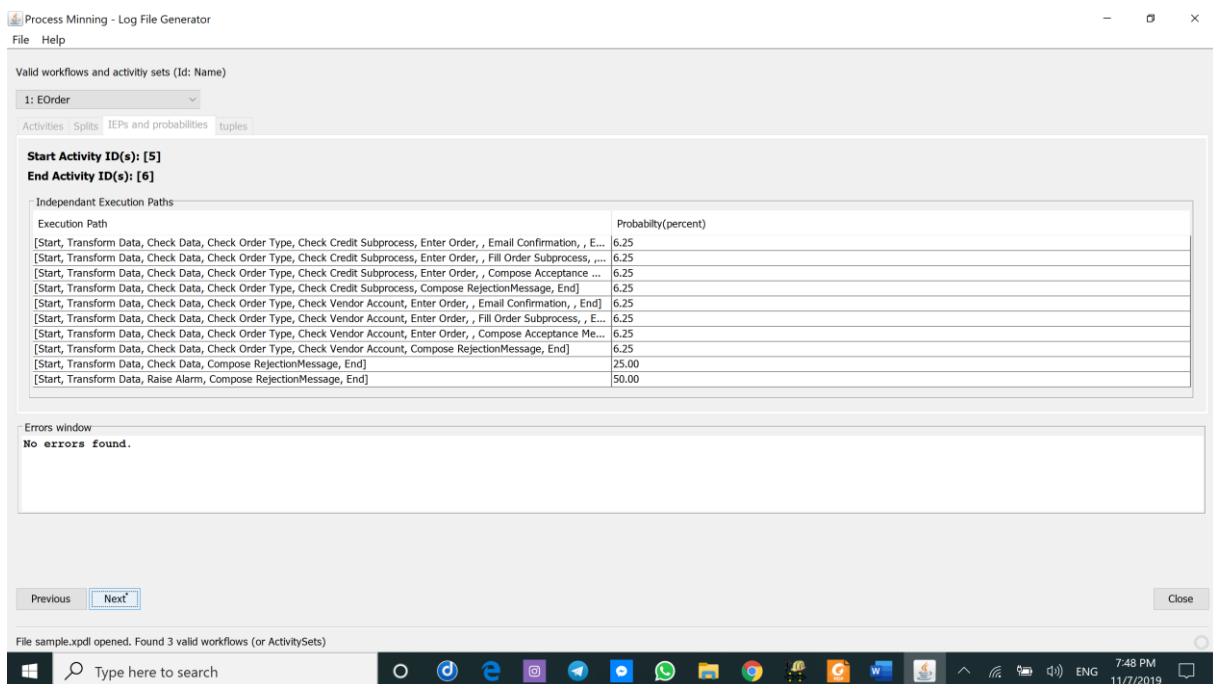 Process Minning - Log File Generator
File Help
Valid workflows and activitiy sets (Id: Name)
1: EOrder
Activities Splits IEPs and probabilities tuples
Start Activity ID(s): [5]
End Activity ID(s): [6]
Independant Execution Paths
Execution Path Probabilty(percent)
[Start, Transform Data, Check Data, Check Order Type, Check Credit Subprocess, Enter Order, , Email Confirmation, , E... 6.25
[Start, Transform Data, Check Data, Check Order Type, Check Credit Subprocess, Enter Order, , Fill Order Subprocess, ,... 6.25
[Start, Transform Data, Check Data, Check Order Type, Check Credit Subprocess, Enter Order, , Compose Acceptance ... 6.25
[Start, Transform Data, Check Data, Check Order Type, Check Credit Subprocess, Compose RejectionMessage, End] 6.25
[Start, Transform Data, Check Data, Check Order Type, Check Vendor Account, Enter Order, , Email Confirmation, , End] 6.25
[Start, Transform Data, Check Data, Check Order Type, Check Vendor Account, Enter Order, , Fill Order Subprocess, , E... 6.25
[Start, Transform Data, Check Data, Check Order Type, Check Vendor Account, Enter Order, , Compose Acceptance Me... 6.25
[Start, Transform Data, Check Data, Check Order Type, Check Vendor Account, Compose RejectionMessage, End] 6.25
[Start, Transform Data, Check Data, Compose RejectionMessage, End] 25.00
[Start, Transform Data, Raise Alarm, Compose RejectionMessage, End] 50.00
Errors window
No errors found.
Previous Next Close
File sample.xpdl opened. Found 3 valid workflows (or ActivitySets)
Type here to search ENG 7:48 PM
11/7/2019